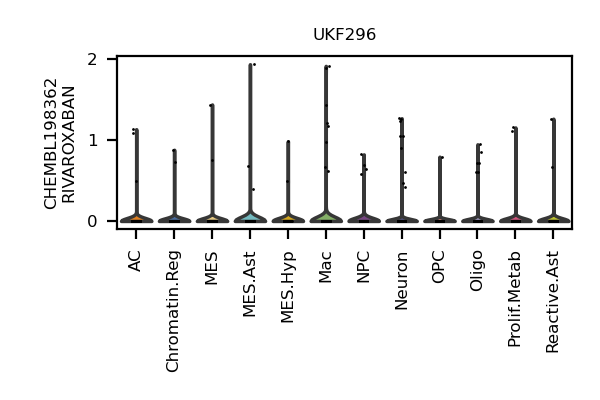 UKF296
CHEMBL198362
RIVAROXABAN
2
1
0
AC
Chromatin.Reg
MES
MES.Ast
MES.Hyp
Mac
NPC
Neuron
OPC
Oligo
Prolif.Metab
Reactive.Ast